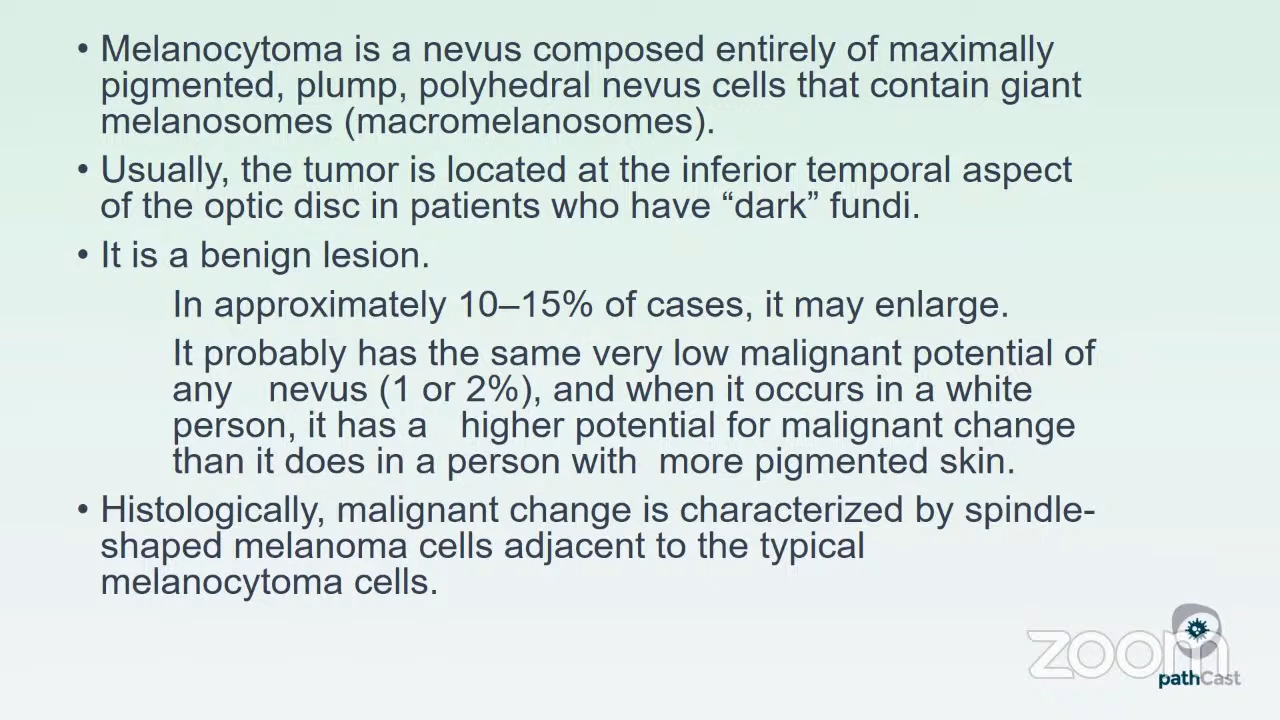 • Melanocytoma is a nevus composed entirely of maximally
pigmented, plump, polyhedral nevus cells that contain giant
melanosomes (macromelanosomes).
• Usually, the tumor is located at the inferior temporal aspect
of the optic disc in patients who have “dark” fundi.
• It is a benign lesion.
In approximately 10–15% of cases, it may enlarge.
It probably has the same very low malignant potential of
any nevus (1 or 2%), and when it occurs in a white
person, it has a higher potential for malignant change
than it does in a person with more pigmented skin.
• Histologically, malignant change is characterized by spindle-
shaped melanoma cells adjacent to the typical
melanocytoma cells.
zoom
pathCast